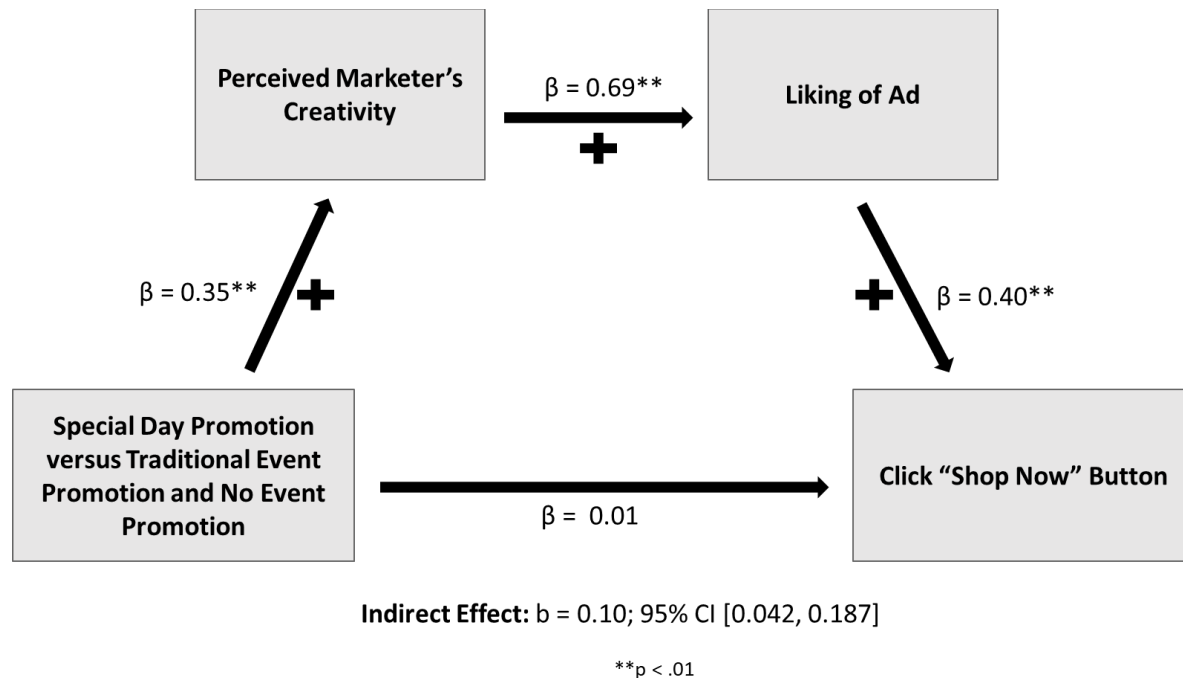 Perceived Marketer’s
Creativity
β = 0.69**
Liking of Ad
β = 0.35**
β = 0.40**
Special Day Promotion
versus Traditional Event
Promotion and No Event
Promotion
β =  0.01
Click “Shop Now” Button
Indirect Effect: b = 0.10; 95% CI [0.042, 0.187]
**p < .01